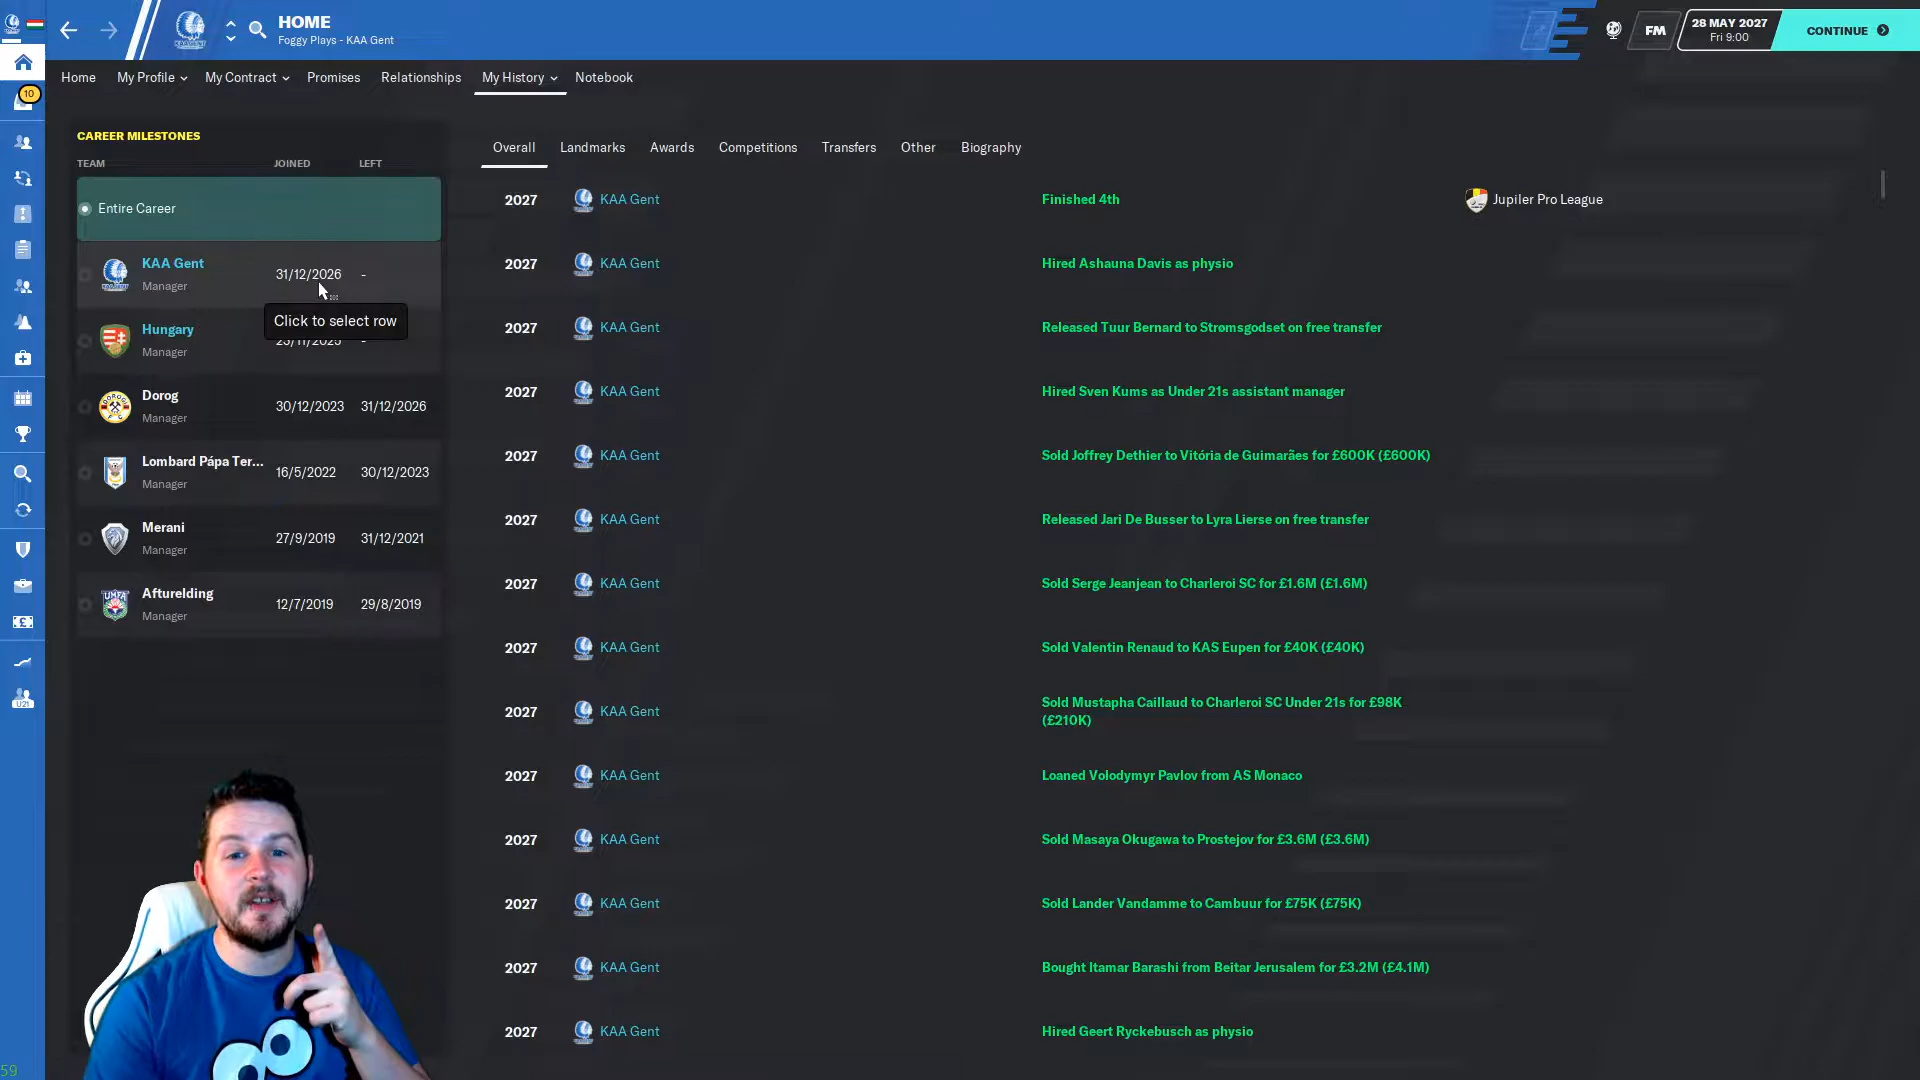 HOME
Foggy Plays - KAA Gent
FM
28 MAY 2027
Fri 9:00
CONTINUE
Home
My Profile
My Contract
Promises
Relationships
My History
Notebook
10
CAREER MILESTONES
TEAM JOINED LEFT
Entire Career
KAA Gent
Manager
31/12/2026 -
Click to select row
Hungary
Manager
23/11/2025 -
Dorog
Manager
30/12/2023 31/12/2026
Lombard Pápa Ter...
Manager
16/5/2022 30/12/2023
Merani
Manager
27/9/2019 31/12/2021
Afturelding
Manager
12/7/2019 29/8/2019
UMFA
U21
59
Overall Landmarks Awards Competitions Transfers Other Biography
2027 KAA Gent Finished 4th Jupiler Pro League
2027 KAA Gent Hired Ashauna Davis as physio
2027 KAA Gent Released Tuur Bernard to Strømsgodset on free transfer
2027 KAA Gent Hired Sven Kums as Under 21s assistant manager
2027 KAA Gent Sold Joffrey Dethier to Vitória de Guimarães for £600K (£600K)
2027 KAA Gent Released Jari De Busser to Lyra Lierse on free transfer
2027 KAA Gent Sold Serge Jeanjean to Charleroi SC for £1.6M (£1.6M)
2027 KAA Gent Sold Valentin Renaud to KAS Eupen for £40K (£40K)
2027 KAA Gent Sold Mustapha Caillaud to Charleroi SC Under 21s for £98K
(£210K)
2027 KAA Gent Loaned Volodymyr Pavlov from AS Monaco
2027 KAA Gent Sold Masaya Okugawa to Prostejov for £3.6M (£3.6M)
2027 KAA Gent Sold Lander Vandamme to Cambuur for £75K (£75K)
2027 KAA Gent Bought Itamar Barashi from Beitar Jerusalem for £3.2M (£4.1M)
2027 KAA Gent Hired Geert Ryckebusch as physio